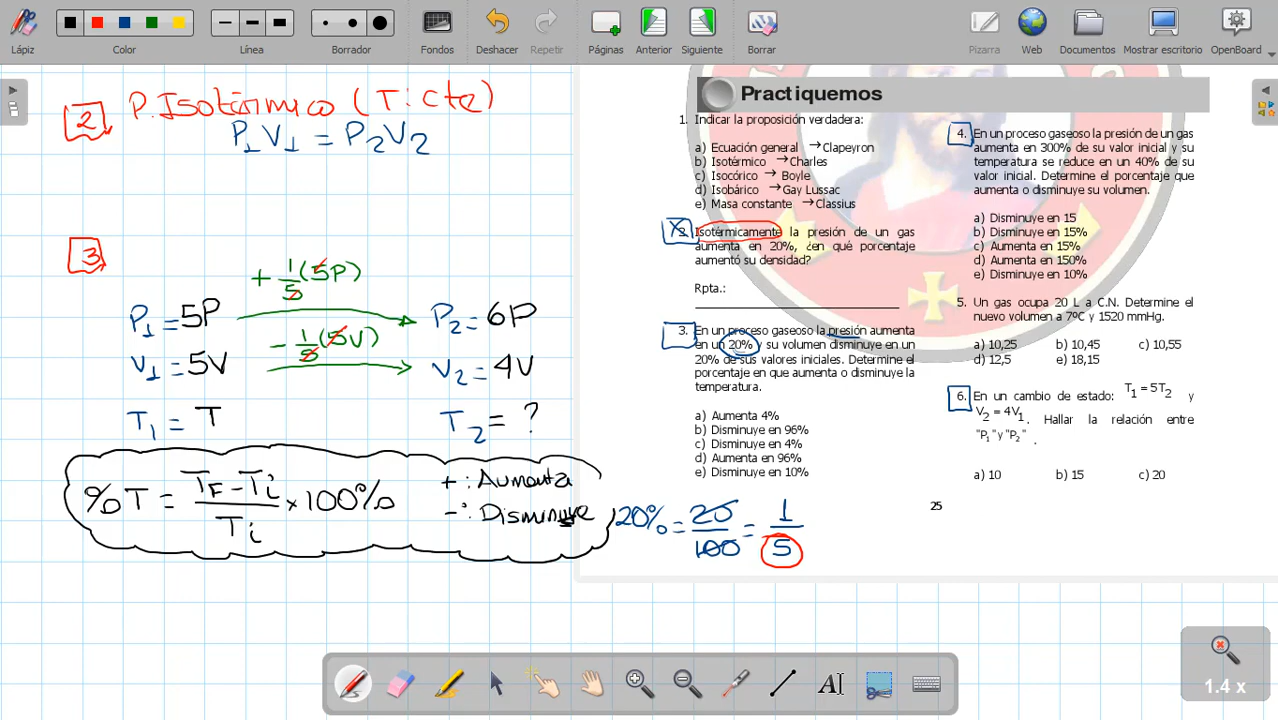 Lápiz
Color
Línea
Borrador
Fondos
Deshacer
Repetir
Páginas
Anterior
Siguiente
Borrar
Pizarra
Web
Documentos
Mostrar escritorio
OpenBoard
2 P. Isotérmico (T: Cte)
P1V1 = P2V2
3
+ 1/5 (5P)
P1 = 5P P2 = 6P
- 1/5 (5V)
V1 = 5V V2 = 4V
T1 = T T2 = ?
%T = TF - Ti / Ti × 100%
+ : Aumenta
- : Disminuye
20% = 20/100 = 1/5
Practiquemos
1. Indicar la proposición verdadera:
a) Ecuación general → Clapeyron
b) Isotérmico → Charles
c) Isocórico → Boyle
d) Isobárico → Gay Lussac
e) Masa constante → Classius
2. Isotérmicamente la presión de un gas
aumenta en 20%, ¿en qué porcentaje
aumentó su densidad?
Rpta.:
3. En un proceso gaseoso la presión aumenta
en un 20% y su volumen disminuye en un
20% de sus valores iniciales. Determine el
porcentaje en que aumenta o disminuye la
temperatura.
a) Aumenta 4%
b) Disminuye en 96%
c) Disminuye en 4%
d) Aumenta en 96%
e) Disminuye en 10%
4. En un proceso gaseoso la presión de un gas
aumenta en 300% de su valor inicial y su
temperatura se reduce en un 40% de su
valor inicial. Determine el porcentaje que
aumenta o disminuye su volumen.
a) Disminuye en 15
b) Disminuye en 15%
c) Aumenta en 15%
d) Aumenta en 150%
e) Disminuye en 10%
5. Un gas ocupa 20 L a C.N. Determine el
nuevo volumen a 7ºC y 1520 mmHg.
a) 10,25 b) 10,45 c) 10,55
d) 12,5 e) 18,15
6. En un cambio de estado: T1 = 5T2 y
V2 = 4V1. Hallar la relación entre
"P1" y "P2" .
a) 10 b) 15 c) 20
25
1.4 x